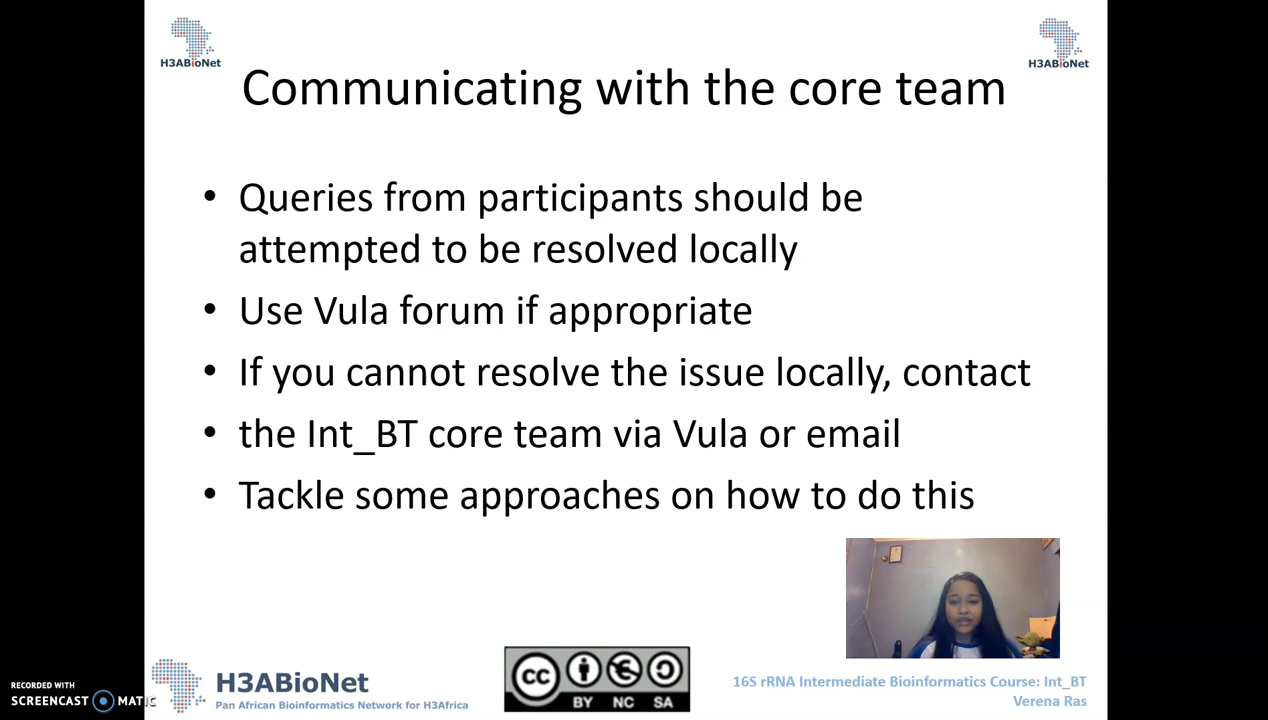 H3ABioNet
H3ABioNet
Communicating with the core team
• Queries from participants should be
attempted to be resolved locally
• Use Vula forum if appropriate
• If you cannot resolve the issue locally, contact
• the Int_BT core team via Vula or email
• Tackle some approaches on how to do this
RECORDED WITH
SCREENCAST MATIC
H3ABioNet
Pan African Bioinformatics Network for H3Africa
cc
BY NC SA
16S rRNA Intermediate Bioinformatics Course: Int_BT
Verena Ras